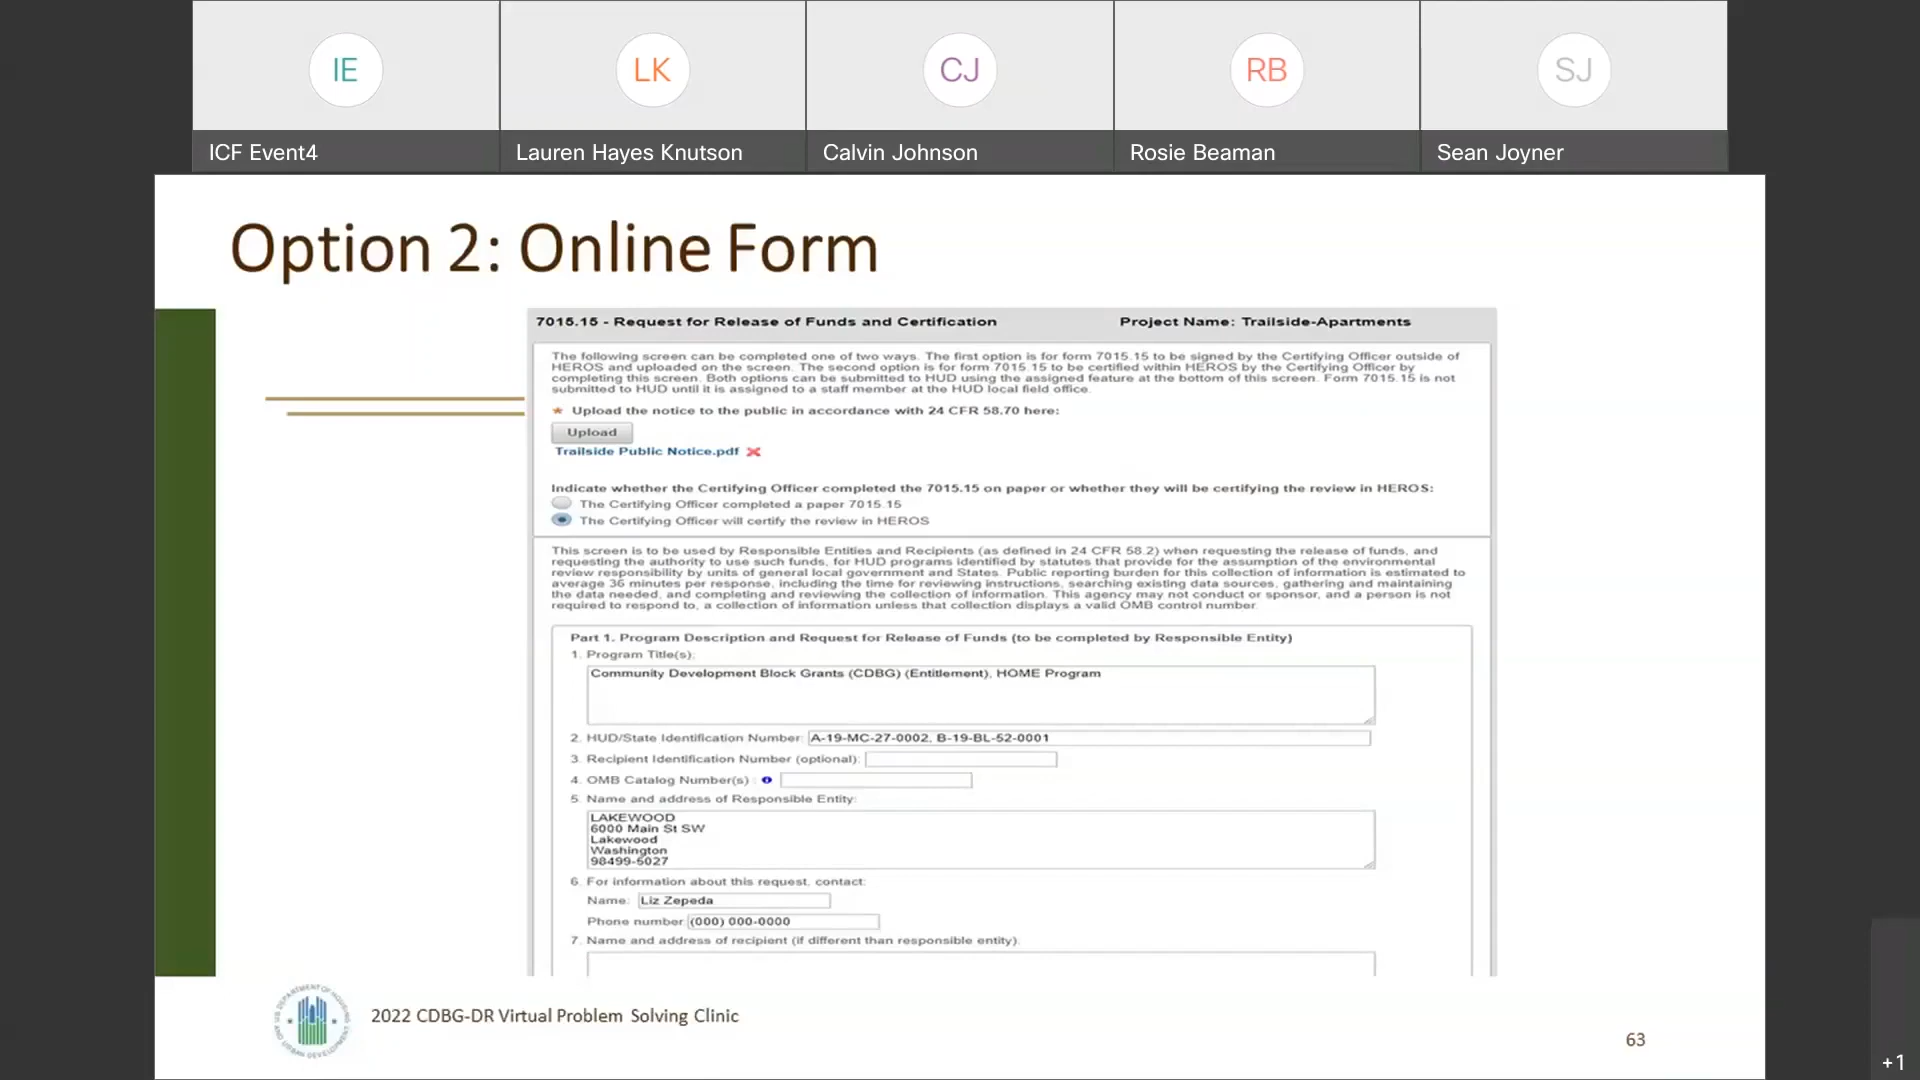 IE
LK
CJ
RB
SJ
ICF Event4
Lauren Hayes Knutson
Calvin Johnson
Rosie Beaman
Sean Joyner
Option 2: Online Form
7015.15 - Request for Release of Funds and Certification
Project Name: Trailside-Apartments
The following screen can be completed one of two ways. The first option is for form 7015.15 to be signed by the Certifying Officer outside of
HEROS and uploaded on the screen. The second option is for form 7015.15 to be certified within HEROS by the Certifying Officer by
completing this screen. Both options can be submitted to HUD using the assigned feature at the bottom of this screen. Form 7015.15 is not
submitted to HUD until it is assigned to a staff member at the HUD local field office.
* Upload the notice to the public in accordance with 24 CFR 58.70 here:
Upload
Trailside Public Notice.pdf
Indicate whether the Certifying Officer completed the 7015.15 on paper or whether they will be certifying the review in HEROS:
The Certifying Officer completed a paper 7015.15
The Certifying Officer will certify the review in HEROS
This screen is to be used by Responsible Entities and Recipients (as defined in 24 CFR 58.2) when requesting the release of funds, and
requesting the authority to use such funds, for HUD programs identified by statutes that provide for the assumption of the environmental
review responsibility by units of general local government and States. Public reporting burden for this collection of information is estimated to
average 36 minutes per response, including the time for reviewing instructions, searching existing data sources, gathering and maintaining
the data needed, and completing and reviewing the collection of information. This agency may not conduct or sponsor, and a person is not
required to respond to, a collection of information unless that collection displays a valid OMB control number.
Part 1. Program Description and Request for Release of Funds (to be completed by Responsible Entity)
1. Program Title(s):
Community Development Block Grants (CDBG) (Entitlement), HOME Program
2. HUD/State Identification Number: A-19-MC-27-0002, B-19-BL-52-0001
3. Recipient Identification Number (optional):
4. OMB Catalog Number(s) :
5. Name and address of Responsible Entity:
LAKEWOOD
6000 Main St SW
Lakewood
Washington
98499-5027
6. For information about this request, contact:
Name: Liz Zepeda
Phone number: (000) 000-0000
7. Name and address of recipient (if different than responsible entity):
US DEPARTMENT OF HOUSING AND URBAN DEVELOPMENT
2022 CDBG-DR Virtual Problem Solving Clinic
63
+1